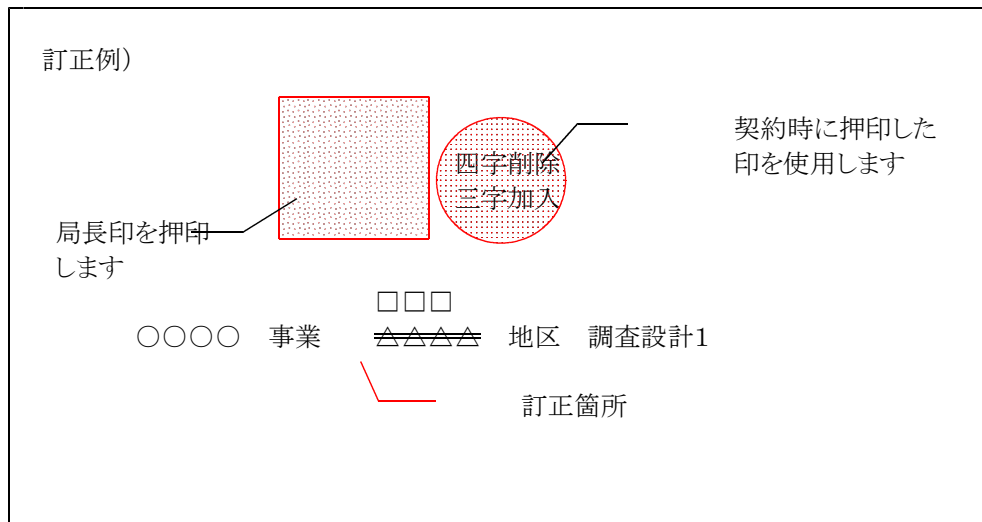 訂正例）
契約時に押印した
印を使用します
四字削除
三字加入
局長印を押印
します
□□□
○○○○　事業　△△△△　地区　調査設計1
訂正箇所